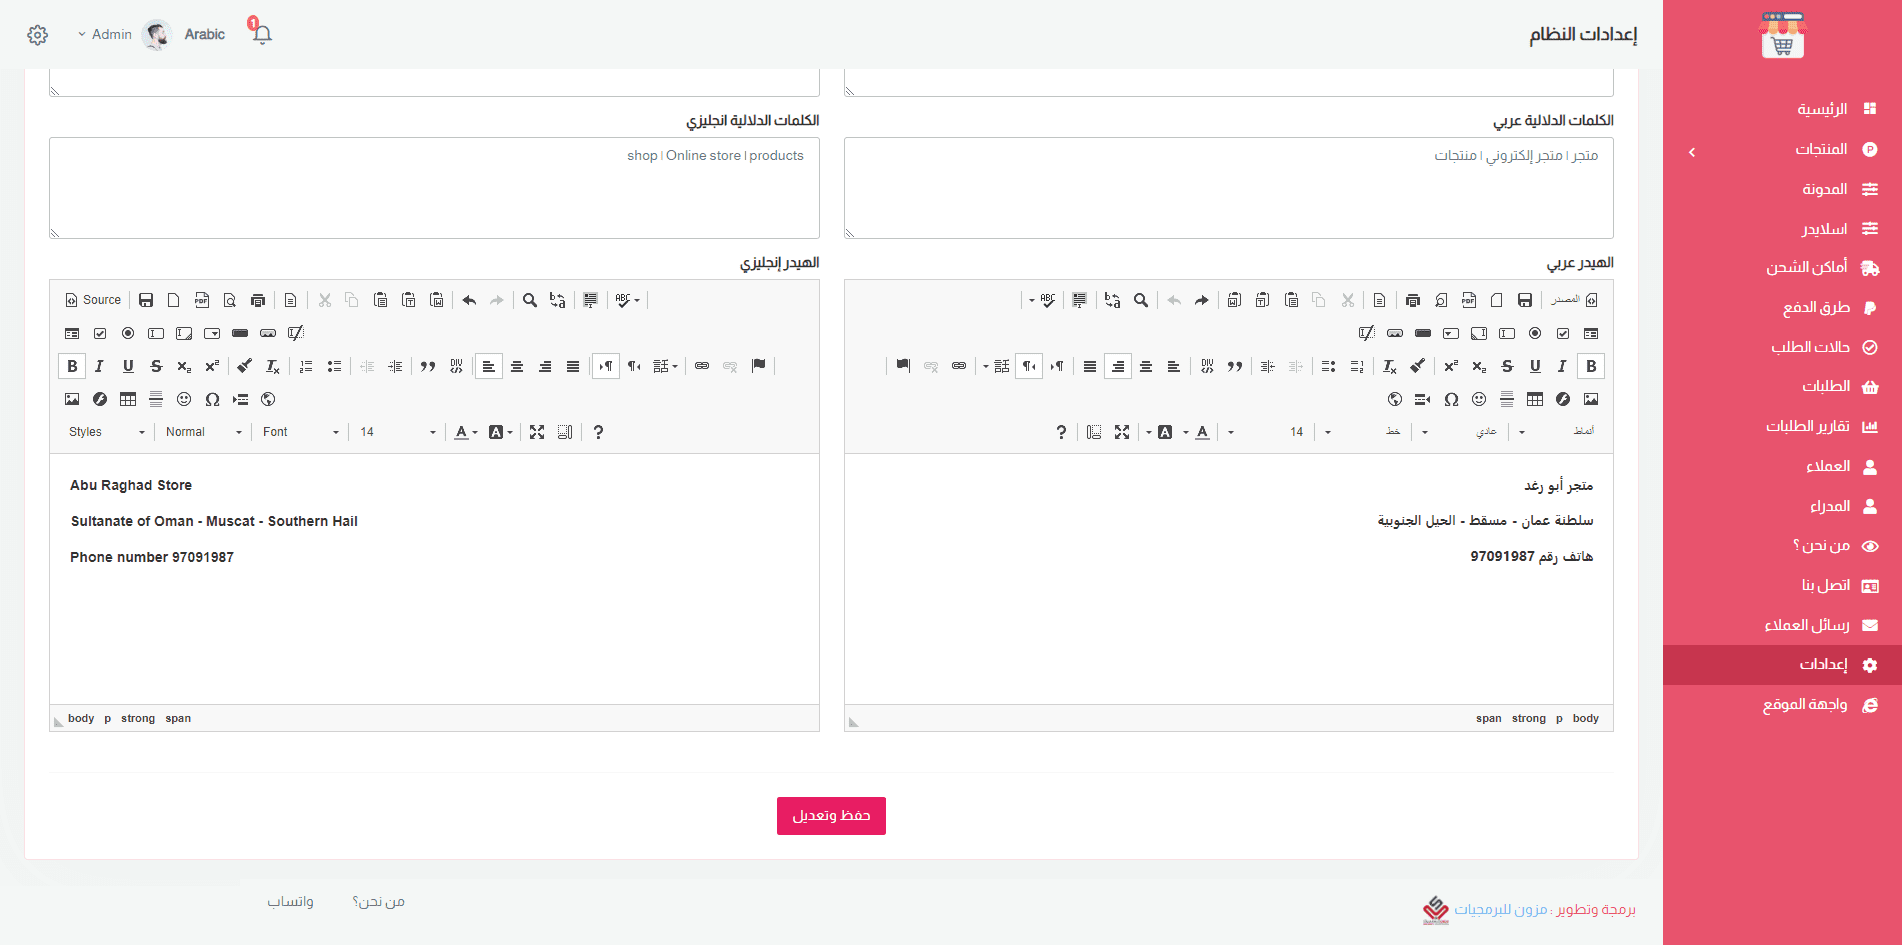 إعدادات النظام
1
Arabic
Admin
الرئيسية
المنتجات
المدونة
اسلايدر
أماكن الشحن
طرق الدفع
حالات الطلب
الطلبات
تقارير الطلبات
العملاء
المدراء
من نحن ؟
اتصل بنا
رسائل العملاء
إعدادات
واجهة الموقع
الكلمات الدلالية عربي
متجر | متجر إلكتروني | منتجات
الكلمات الدلالية انجليزي
shop | Online store | products
الهيدر عربي
المصدر
أنماط
عادي
خط
14
متجر أبو رغد
سلطنة عمان - مسقط - الحيل الجنوبية
هاتف رقم 97091987
span strong p body
الهيدر إنجليزي
Source
Styles
Normal
Font
14
Abu Raghad Store
Sultanate of Oman - Muscat - Southern Hail
Phone number 97091987
body p strong span
حفظ وتعديل
برمجة وتطوير : مزون للبرمجيات
من نحن؟
واتساب